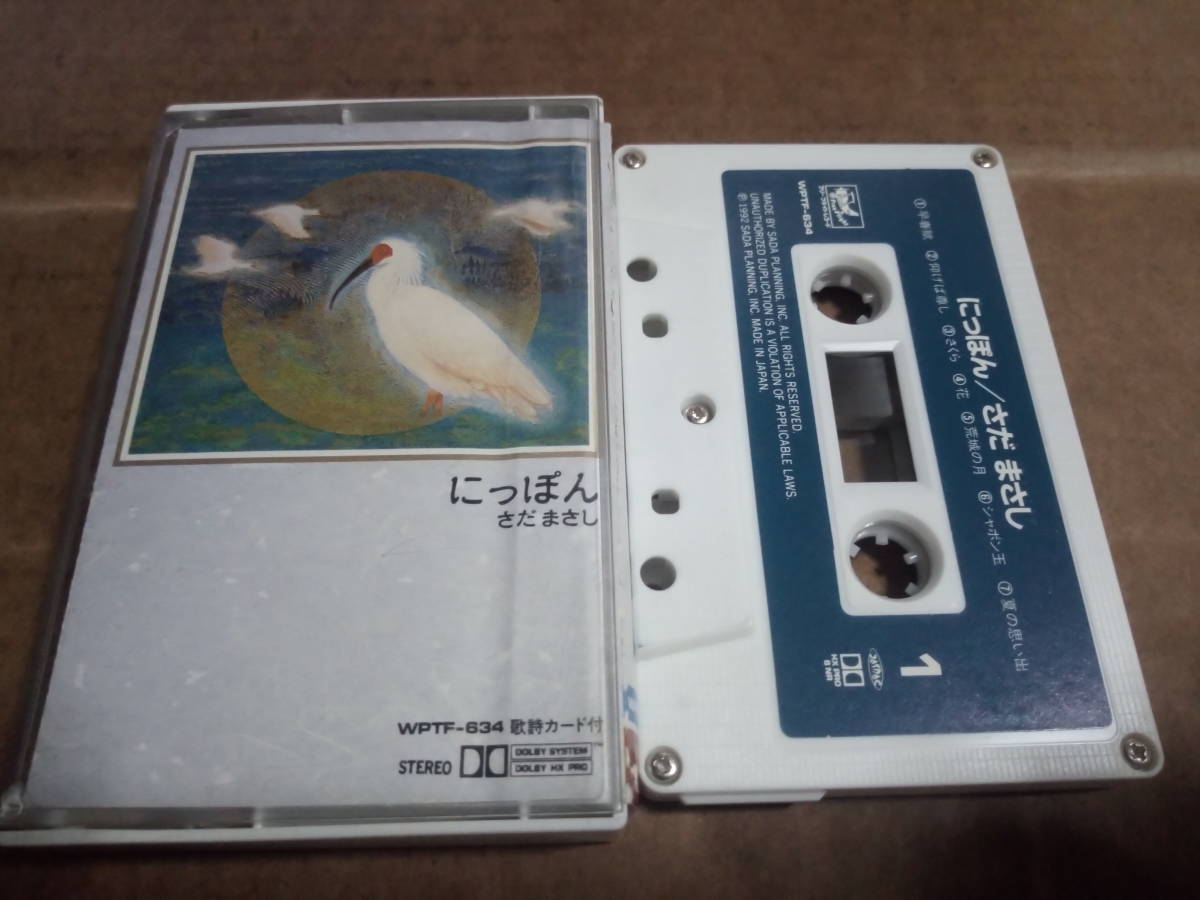 にっぽん
さだ まさし
WPTF-634 歌詩カード付
STEREO
DOLBY SYSTEM
DOLBY HX PRO
WPTF-634
MADE BY SADA PLANNING, INC. ALL RIGHTS RESERVED.
UNAUTHORIZED DUPLICATION IS A VIOLATION OF APPLICABLE LAWS.
Ⓟ1992 SADA PLANNING, INC. MADE IN JAPAN.
にっぽん/さだ まさし
①早春賦 ②仰げば尊し ③さくら ④花 ⑤荒城の月 ⑥シャボン玉 ⑦夏の思い出
1
HX PRO
B NR